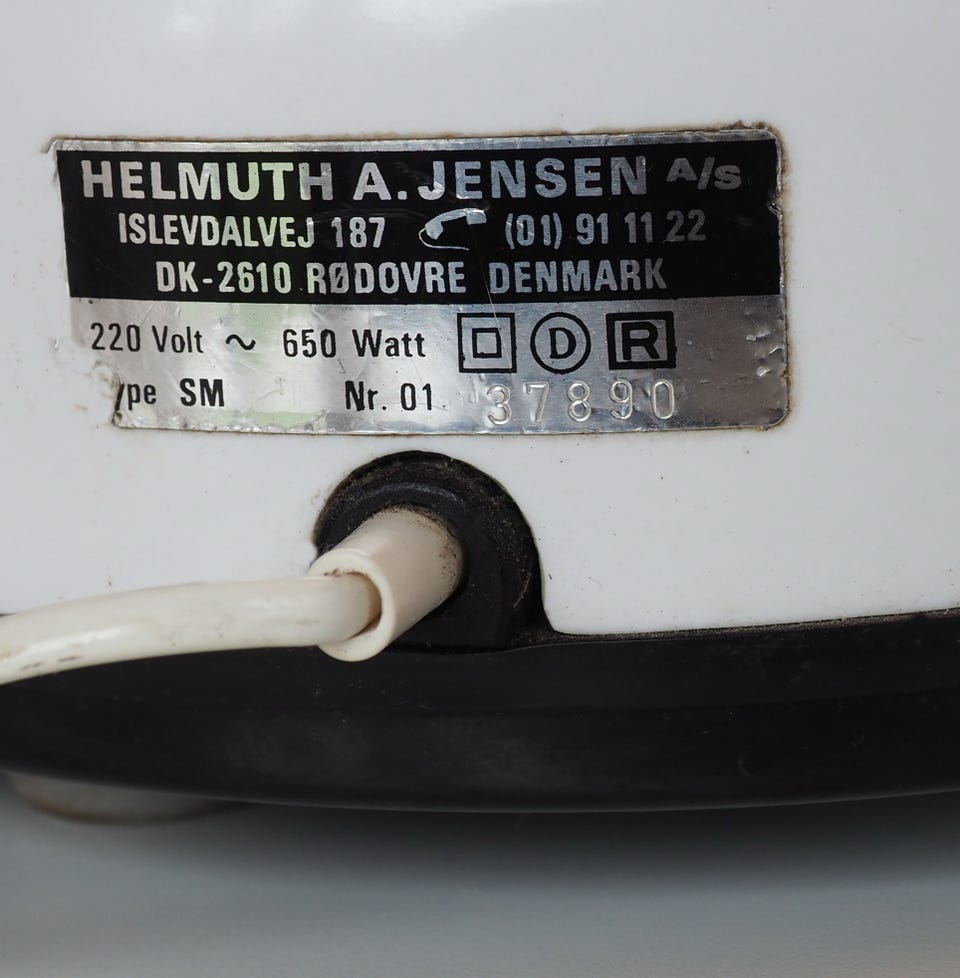 HELMUTH A. JENSEN A/S
ISLEVDALVEJ 187 (01) 91 11 22
DK-2610 RØDOVRE DENMARK
220 Volt ~ 650 Watt D R
ype SM Nr. 01 37890